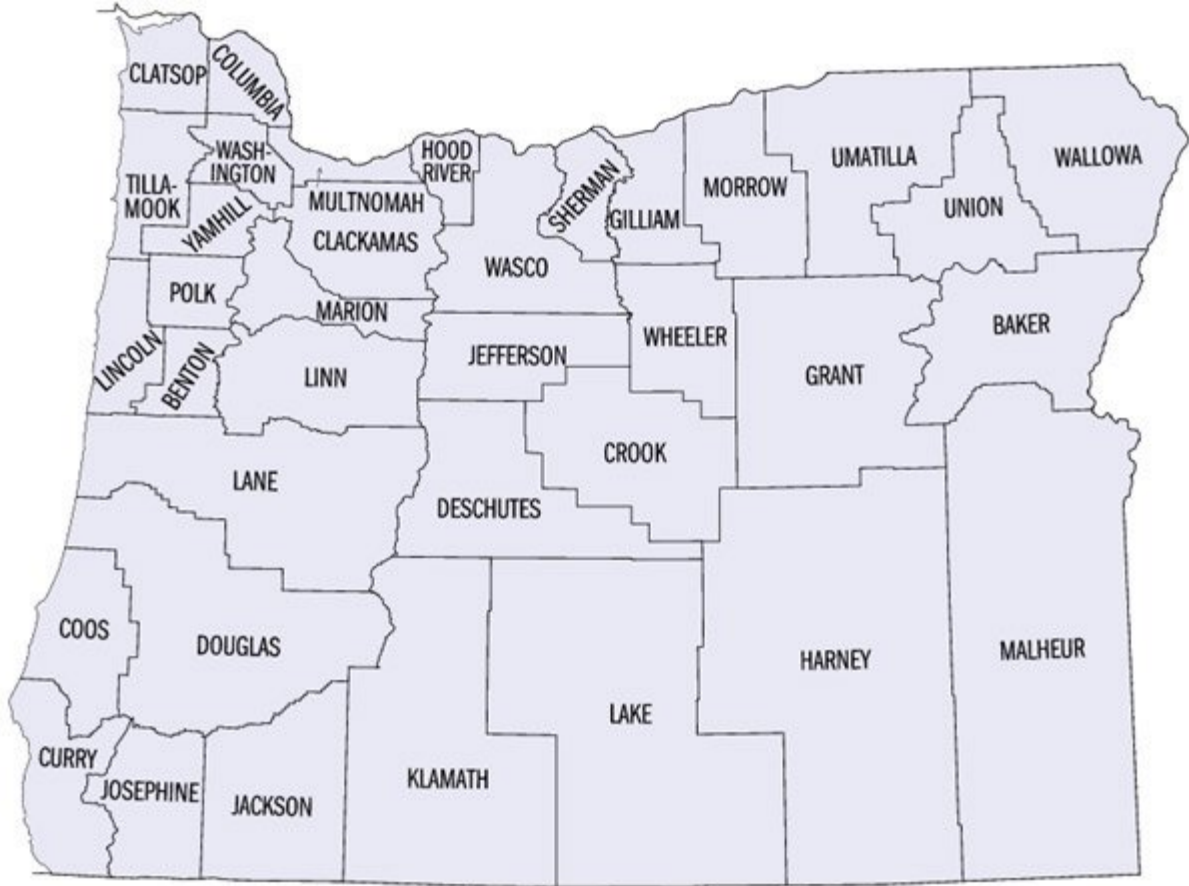 CLATSOP
COLUMBIA
TILLA-
MOOK
WASH-
INGTON
YAMHILL
MULTNOMAH
CLACKAMAS
HOOD
RIVER
WASCO
SHERMAN
GILLIAM
MORROW
UMATILLA
UNION
WALLOWA
POLK
MARION
LINCOLN
BENTON
LINN
JEFFERSON
WHEELER
GRANT
BAKER
LANE
DESCHUTES
CROOK
COOS
DOUGLAS
HARNEY
MALHEUR
LAKE
CURRY
JOSEPHINE
JACKSON
KLAMATH